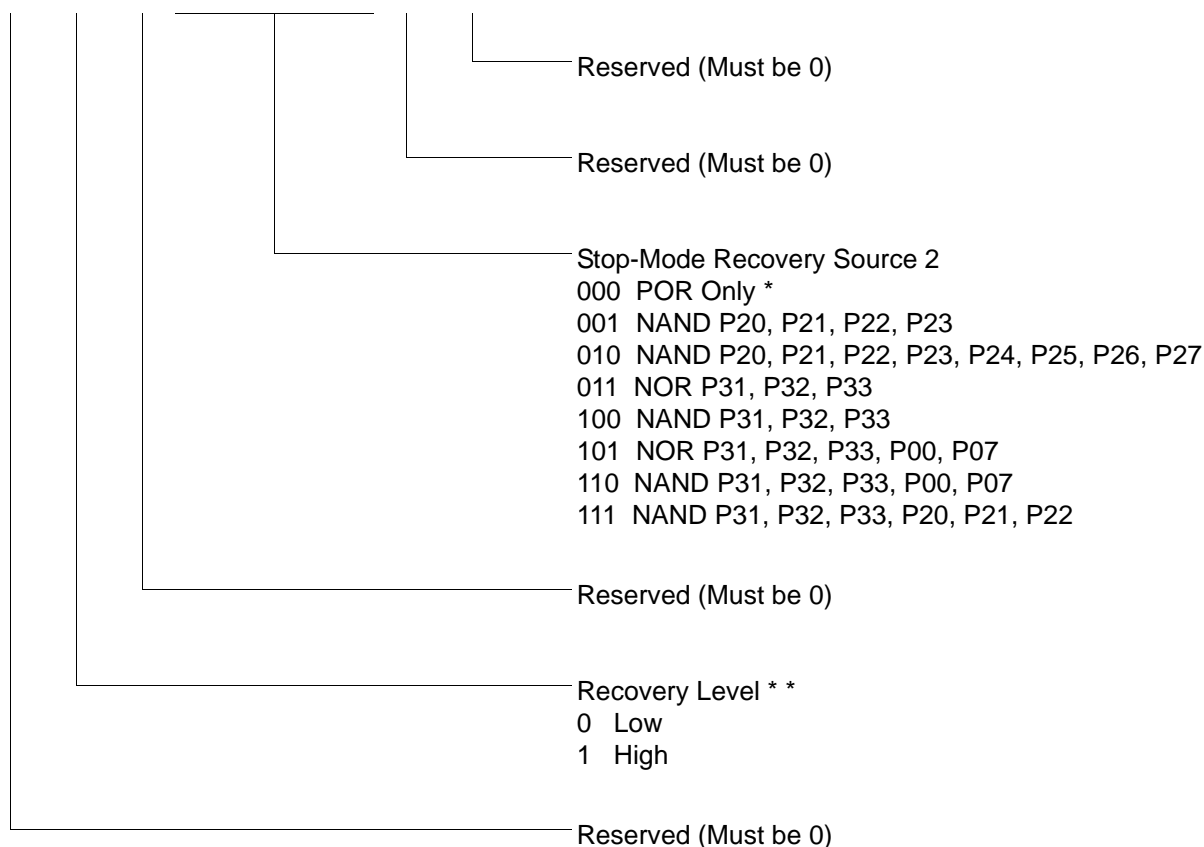 Reserved (Must be 0)
Reserved (Must be 0)
Stop-Mode Recovery Source 2
000 POR Only *
001 NAND P20, P21, P22, P23
010 NAND P20, P21, P22, P23, P24, P25, P26, P27
011 NOR P31, P32, P33
100 NAND P31, P32, P33
101 NOR P31, P32, P33, P00, P07
110 NAND P31, P32, P33, P00, P07
111 NAND P31, P32, P33, P20, P21, P22
Reserved (Must be 0)
Recovery Level * *
0 Low
1 High
Reserved (Must be 0)